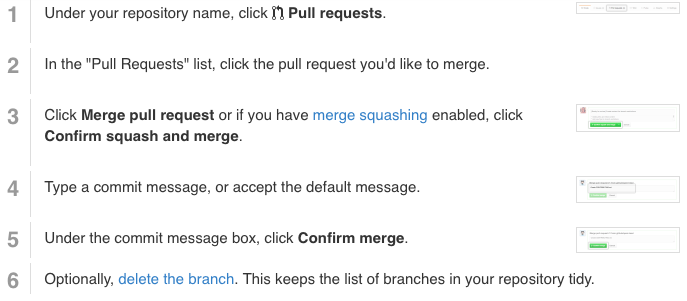 1 Under your repository name, click Pull requests.
2 In the "Pull Requests" list, click the pull request you'd like to merge.
3 Click Merge pull request or if you have merge squashing enabled, click
Confirm squash and merge.
4 Type a commit message, or accept the default message.
5 Under the commit message box, click Confirm merge.
6 Optionally, delete the branch. This keeps the list of branches in your repository tidy.